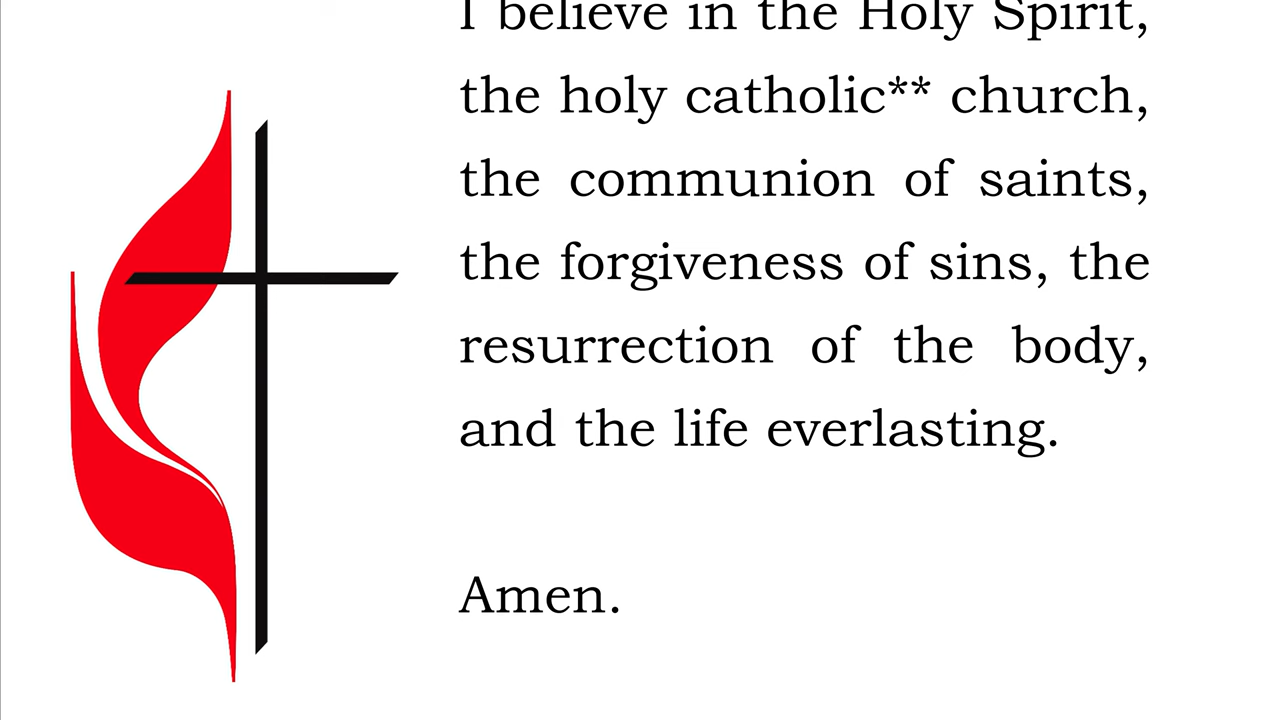 I believe in the Holy Spirit,
the holy catholic** church,
the communion of saints,
the forgiveness of sins, the
resurrection of the body,
and the life everlasting.
Amen.